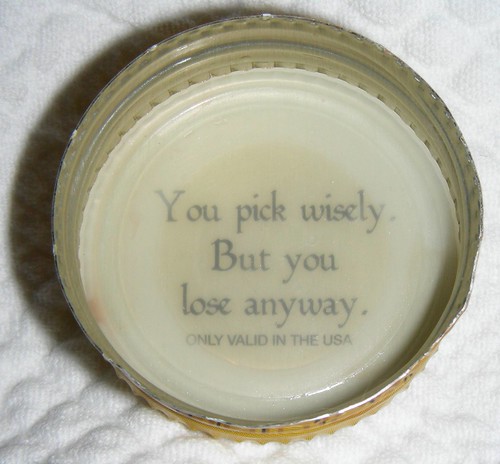 You pick wisely.
But you
lose anyway.
ONLY VALID IN THE USA